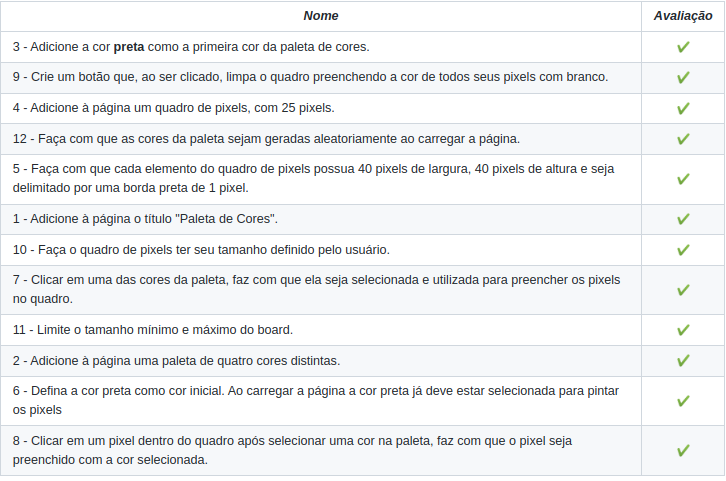 Nome Avaliação
3 - Adicione a cor preta como a primeira cor da paleta de cores.
9 - Crie um botão que, ao ser clicado, limpa o quadro preenchendo a cor de todos seus pixels com branco.
4 - Adicione à página um quadro de pixels, com 25 pixels.
12 - Faça com que as cores da paleta sejam geradas aleatoriamente ao carregar a página.
5 - Faça com que cada elemento do quadro de pixels possua 40 pixels de largura, 40 pixels de altura e seja
delimitado por uma borda preta de 1 pixel.
1 - Adicione à página o título "Paleta de Cores".
10 - Faça o quadro de pixels ter seu tamanho definido pelo usuário.
7 - Clicar em uma das cores da paleta, faz com que ela seja selecionada e utilizada para preencher os pixels
no quadro.
11 - Limite o tamanho mínimo e máximo do board.
2 - Adicione à página uma paleta de quatro cores distintas.
6 - Defina a cor preta como cor inicial. Ao carregar a página a cor preta já deve estar selecionada para pintar
os pixels
8 - Clicar em um pixel dentro do quadro após selecionar uma cor na paleta, faz com que o pixel seja
preenchido com a cor selecionada.